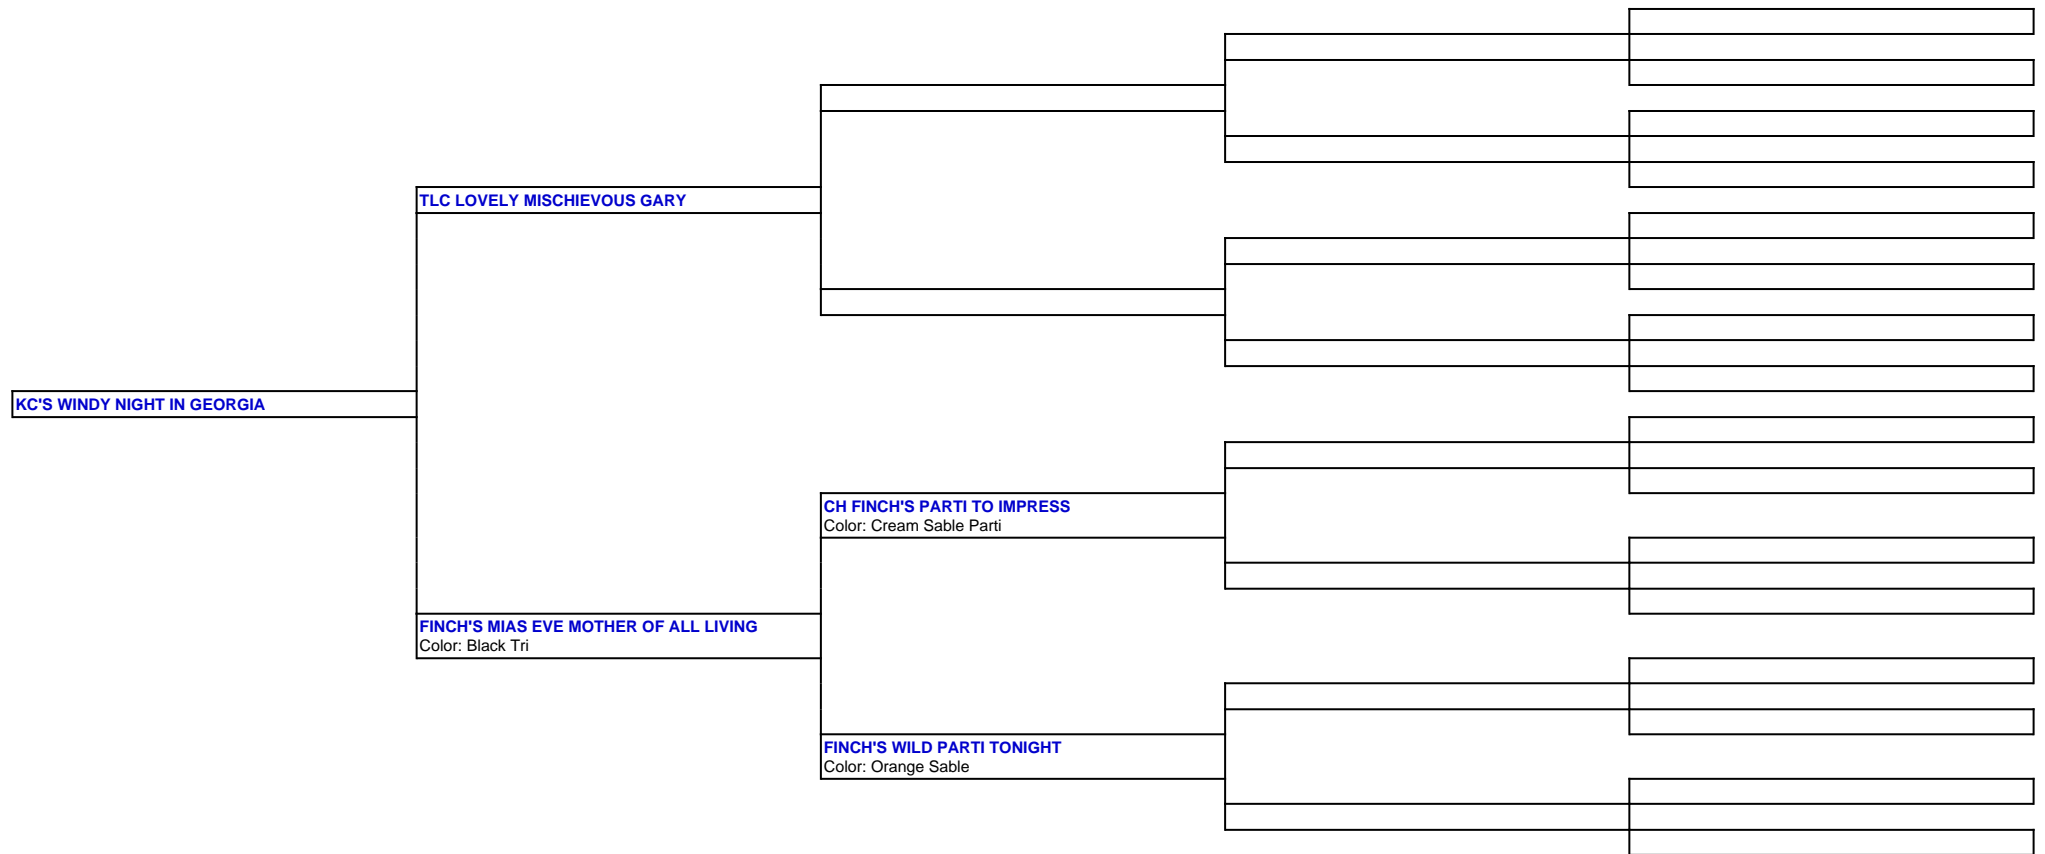 TLC LOVELY MISCHIEVOUS GARY
KC'S WINDY NIGHT IN GEORGIA
CH FINCH'S PARTI TO IMPRESS
Color: Cream Sable Parti
FINCH'S MIAS EVE MOTHER OF ALL LIVING
Color: Black Tri
FINCH'S WILD PARTI TONIGHT
Color: Orange Sable